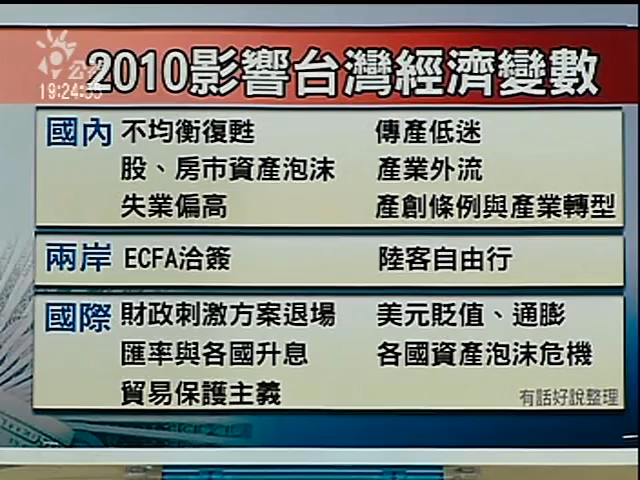 公
19:24:35
2010影響台灣經濟變數
國內
不均衡復甦
傳產低迷
股、房市資產泡沫
產業外流
失業偏高
產創條例與產業轉型
兩岸
ECFA洽簽
陸客自由行
國際
財政刺激方案退場
美元貶值、通膨
匯率與各國升息
各國資產泡沫危機
貿易保護主義
有話好說整理